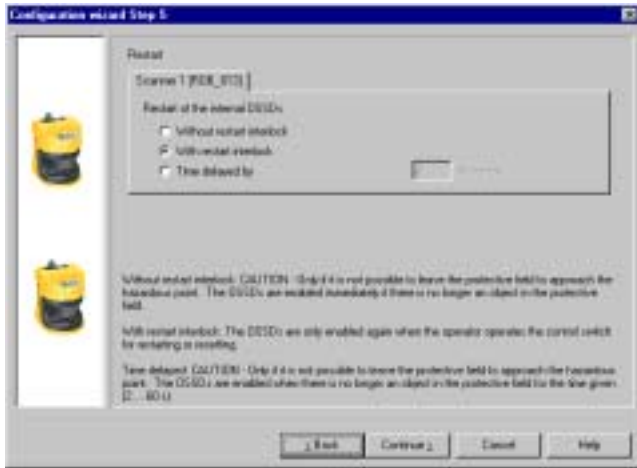 Configuration wizard Step 5
Restart
Scanner 1
Restart of the internal OSSDs
Without restart interlock
With restart interlock
Time delayed by
Without restart interlock: CAUTION - Only if it is not possible to leave the protective field to approach the
hazardous point. The OSSDs are enabled immediately if there is no longer an object in the protective
field.
With restart interlock: The OSSDs are only enabled again when the operator operates the control switch
for restarting or resetting.
Time delayed: CAUTION - Only if it is not possible to leave the protective field to approach the hazardous
point. The OSSDs are enabled when there is no longer an object in the protective field for the time given
(2 ... 60 s)
< Back
Continue >
Cancel
Help